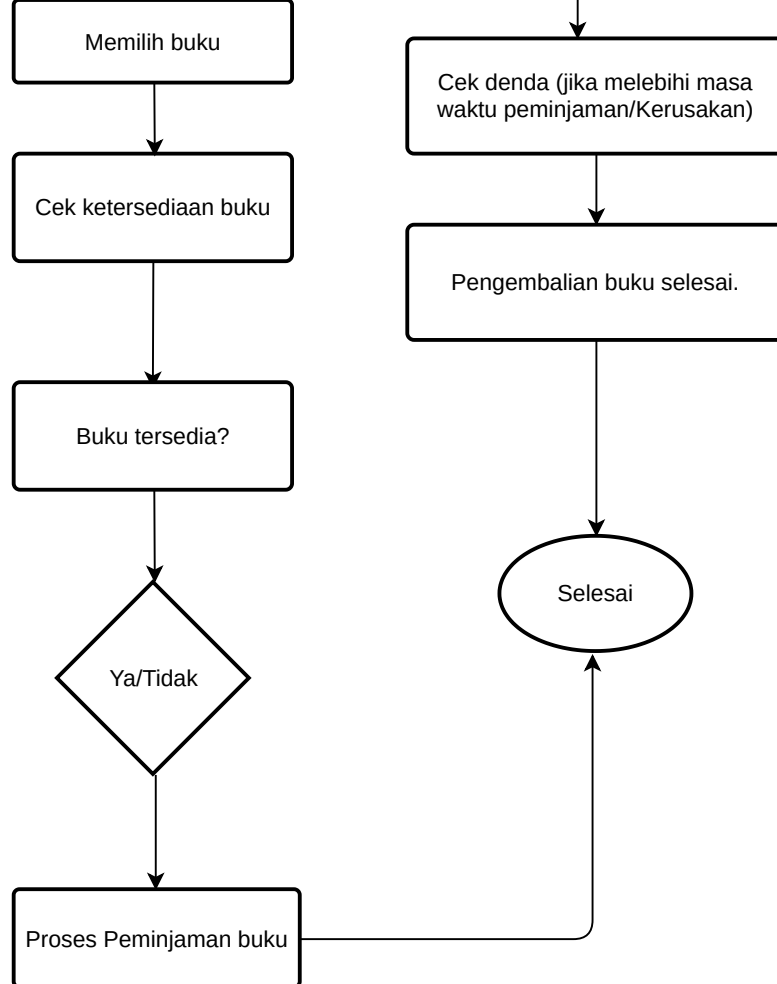 Memilih buku
Cek ketersediaan buku
Buku tersedia?
Ya/Tidak
Proses Peminjaman buku
Cek denda (jika melebihi masa
waktu peminjaman/Kerusakan)
Pengembalian buku selesai.
Selesai